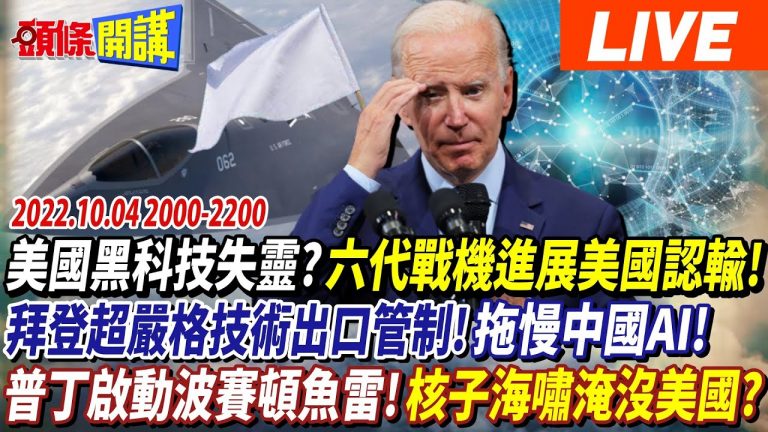 頭條開講
LIVE
062
U.S. AIR FORCE
2022.10.04 2000-2200
美國黑科技失靈?六代戰機進展美國認輸!
拜登超嚴格技術出口管制!拖慢中國AI!
普丁啟動波賽頓魚雷!核子海嘯淹沒美國?